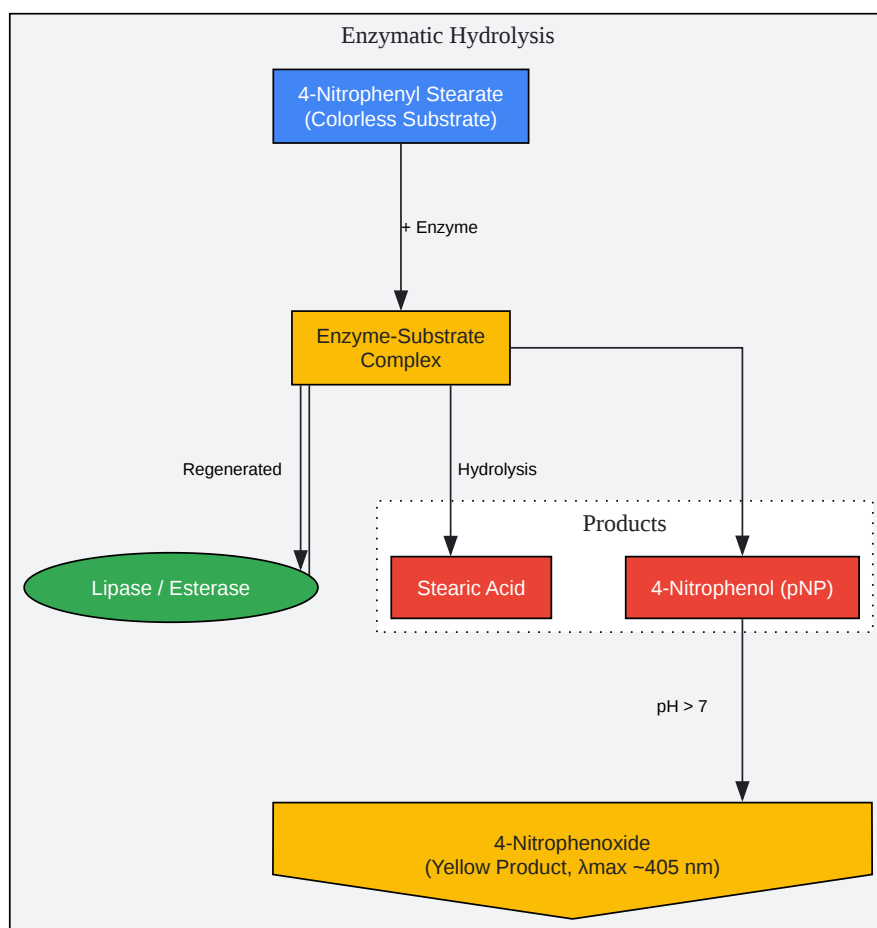 Enzymatic Hydrolysis
4-Nitrophenyl Stearate
(Colorless Substrate)
+ Enzyme
Enzyme-Substrate
Complex
Regenerated
Hydrolysis
Products
Lipase / Esterase
Stearic Acid
4-Nitrophenol (pNP)
pH > 7
4-Nitrophenoxide
(Yellow Product, λmax ~405 nm)